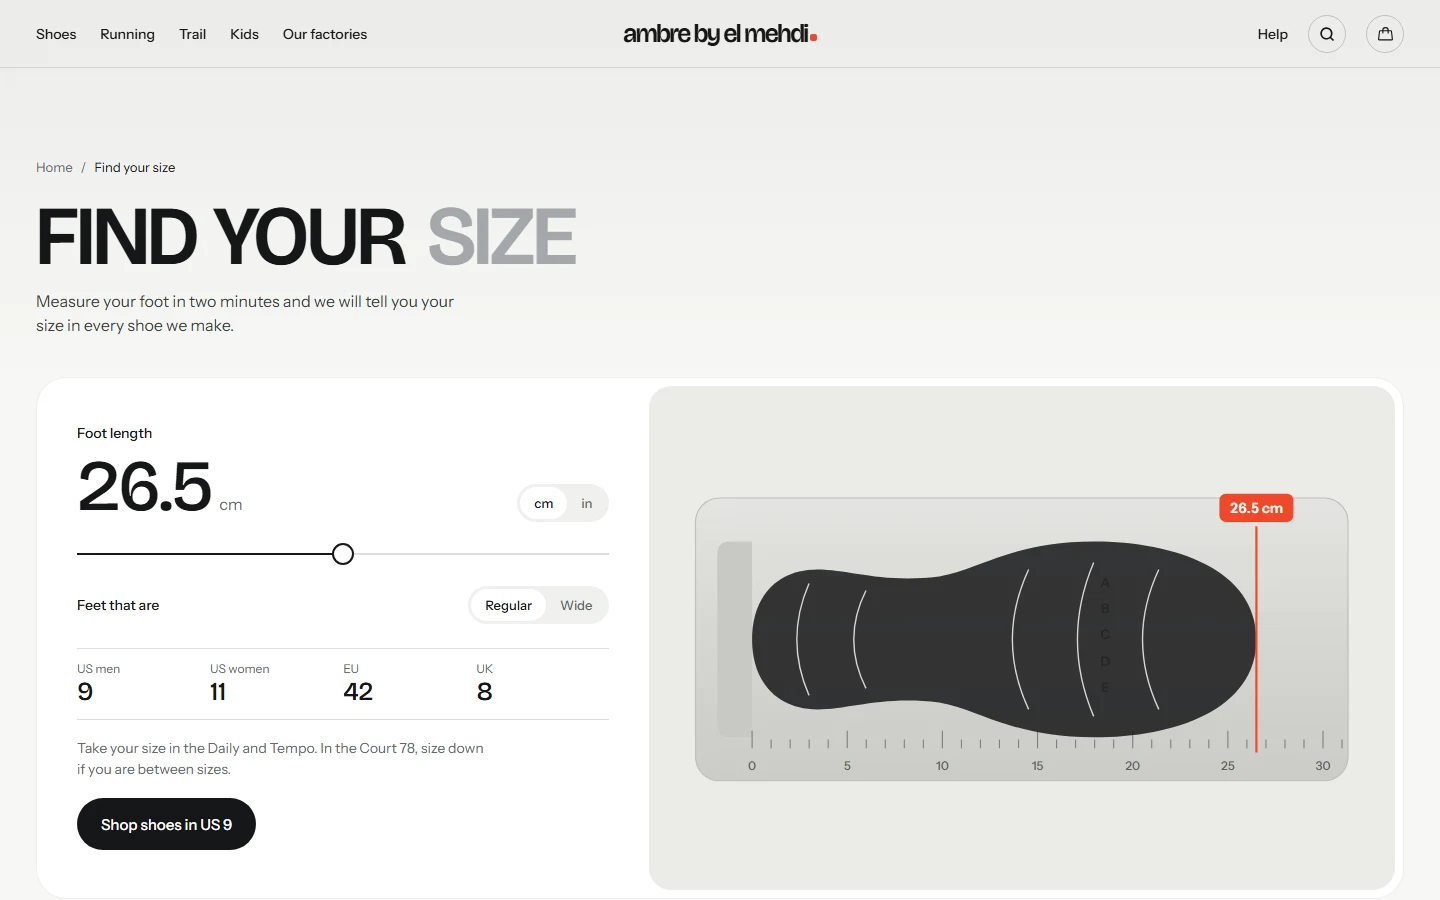 Shoes Running Trail Kids Our factories
ambre by el mehdi.
Help
Home / Find your size
FIND YOUR SIZE
Measure your foot in two minutes and we will tell you your
size in every shoe we make.
Foot length
26.5 cm
cm in
Feet that are
Regular Wide
US men US women EU UK
9 11 42 8
Take your size in the Daily and Tempo. In the Court 78, size down
if you are between sizes.
Shop shoes in US 9
26.5 cm
A
B
C
D
E
0 5 10 15 20 25 30